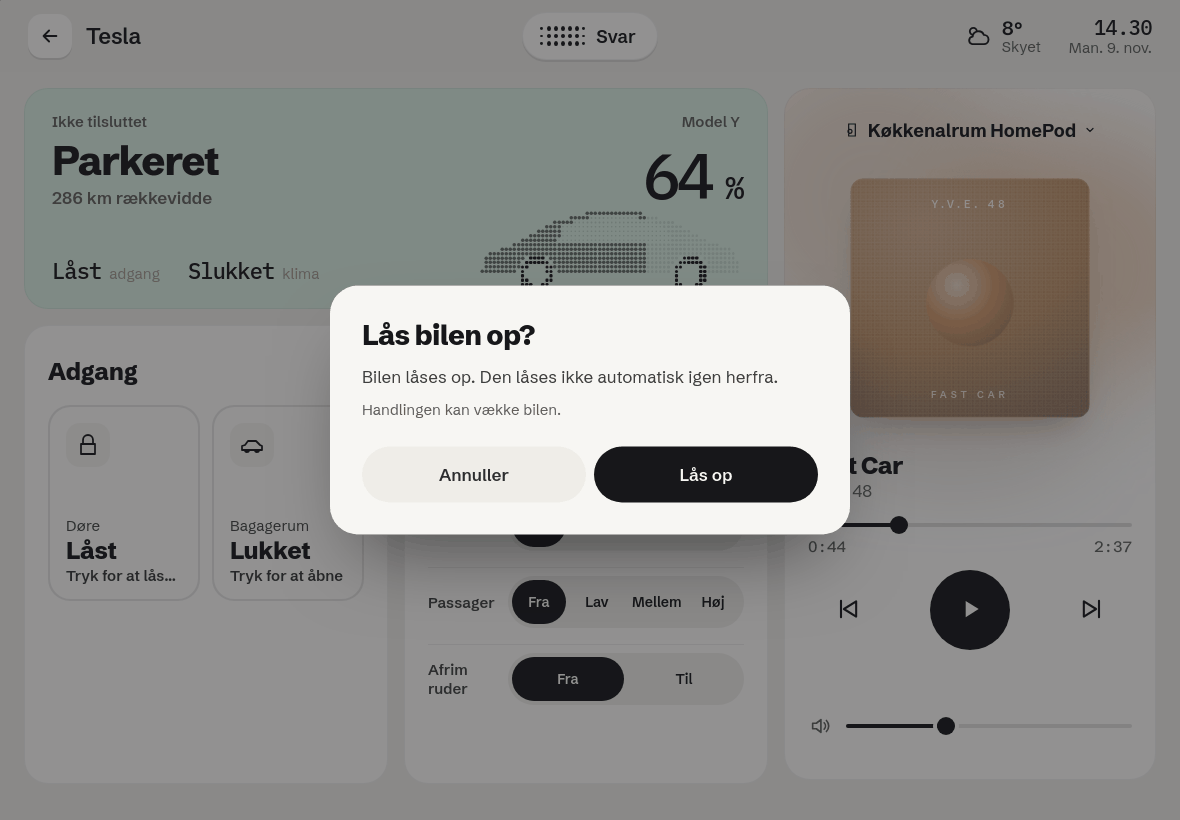 Tesla
Svar
8°
Skyet
14.30
Man. 9. nov.
Ikke tilsluttet
Model Y
Parkeret
64 %
286 km rækkevidde
Låst adgang
Slukket klima
Køkkenalrum HomePod
Y.V.E. 48
FAST CAR
Lås bilen op?
Bilen låses op. Den låses ikke automatisk igen herfra.
Handlingen kan vække bilen.
Annuller
Lås op
Adgang
Døre
Låst
Tryk for at lås…
Bagagerum
Lukket
Tryk for at åbne
Passager
Fra
Lav
Mellem
Høj
Afrim
ruder
Fra
Til
t Car
48
0:44
2:37